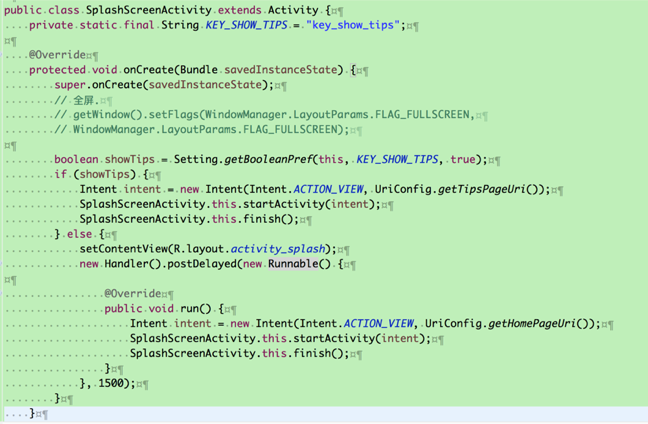 public class SplashScreenActivity extends Activity {
    private static final String KEY_SHOW_TIPS = "key_show_tips";

    @Override
    protected void onCreate(Bundle savedInstanceState) {
        super.onCreate(savedInstanceState);
        // 全屏.
        // getWindow().setFlags(WindowManager.LayoutParams.FLAG_FULLSCREEN,
        // WindowManager.LayoutParams.FLAG_FULLSCREEN);

        boolean showTips = Setting.getBooleanPref(this, KEY_SHOW_TIPS, true);
        if (showTips) {
            Intent intent = new Intent(Intent.ACTION_VIEW, UriConfig.getTipsPageUri());
            SplashScreenActivity.this.startActivity(intent);
            SplashScreenActivity.this.finish();
        } else {
            setContentView(R.layout.activity_splash);
            new Handler().postDelayed(new Runnable() {

                @Override
                public void run() {
                    Intent intent = new Intent(Intent.ACTION_VIEW, UriConfig.getHomePageUri());
                    SplashScreenActivity.this.startActivity(intent);
                    SplashScreenActivity.this.finish();
                }
            }, 1500);
        }
    }